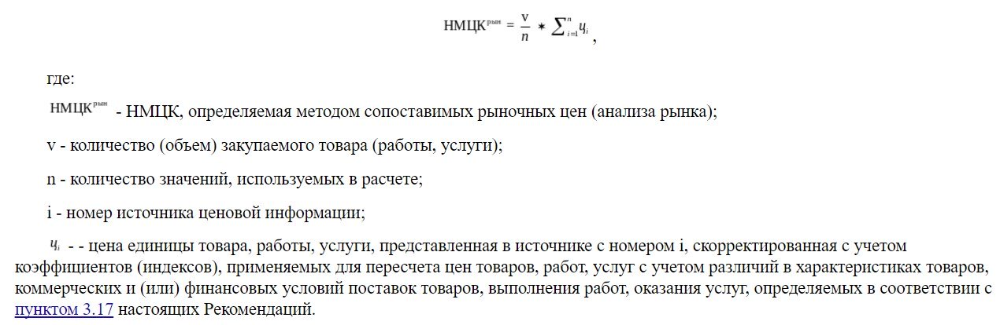 НМЦК^рын = v/n * ∑_{i=1}^{n} ц_i ,
где:
НМЦК^рын - НМЦК, определяемая методом сопоставимых рыночных цен (анализа рынка);
v - количество (объем) закупаемого товара (работы, услуги);
n - количество значений, используемых в расчете;
i - номер источника ценовой информации;
ц_i - - цена единицы товара, работы, услуги, представленная в источнике с номером i, скорректированная с учетом
коэффициентов (индексов), применяемых для пересчета цен товаров, работ, услуг с учетом различий в характеристиках товаров,
коммерческих и (или) финансовых условий поставок товаров, выполнения работ, оказания услуг, определяемых в соответствии с
пунктом 3.17 настоящих Рекомендаций.